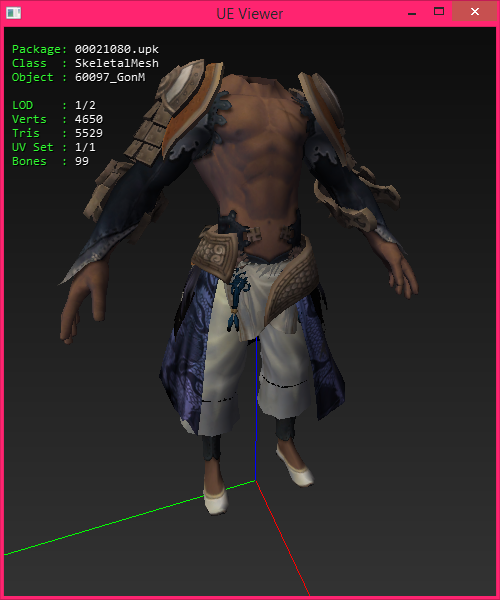 UE Viewer
Package: 00021080.upk
Class : SkeletalMesh
Object : 60097_GonM
LOD : 1/2
Verts : 4650
Tris : 5529
UV Set : 1/1
Bones : 99